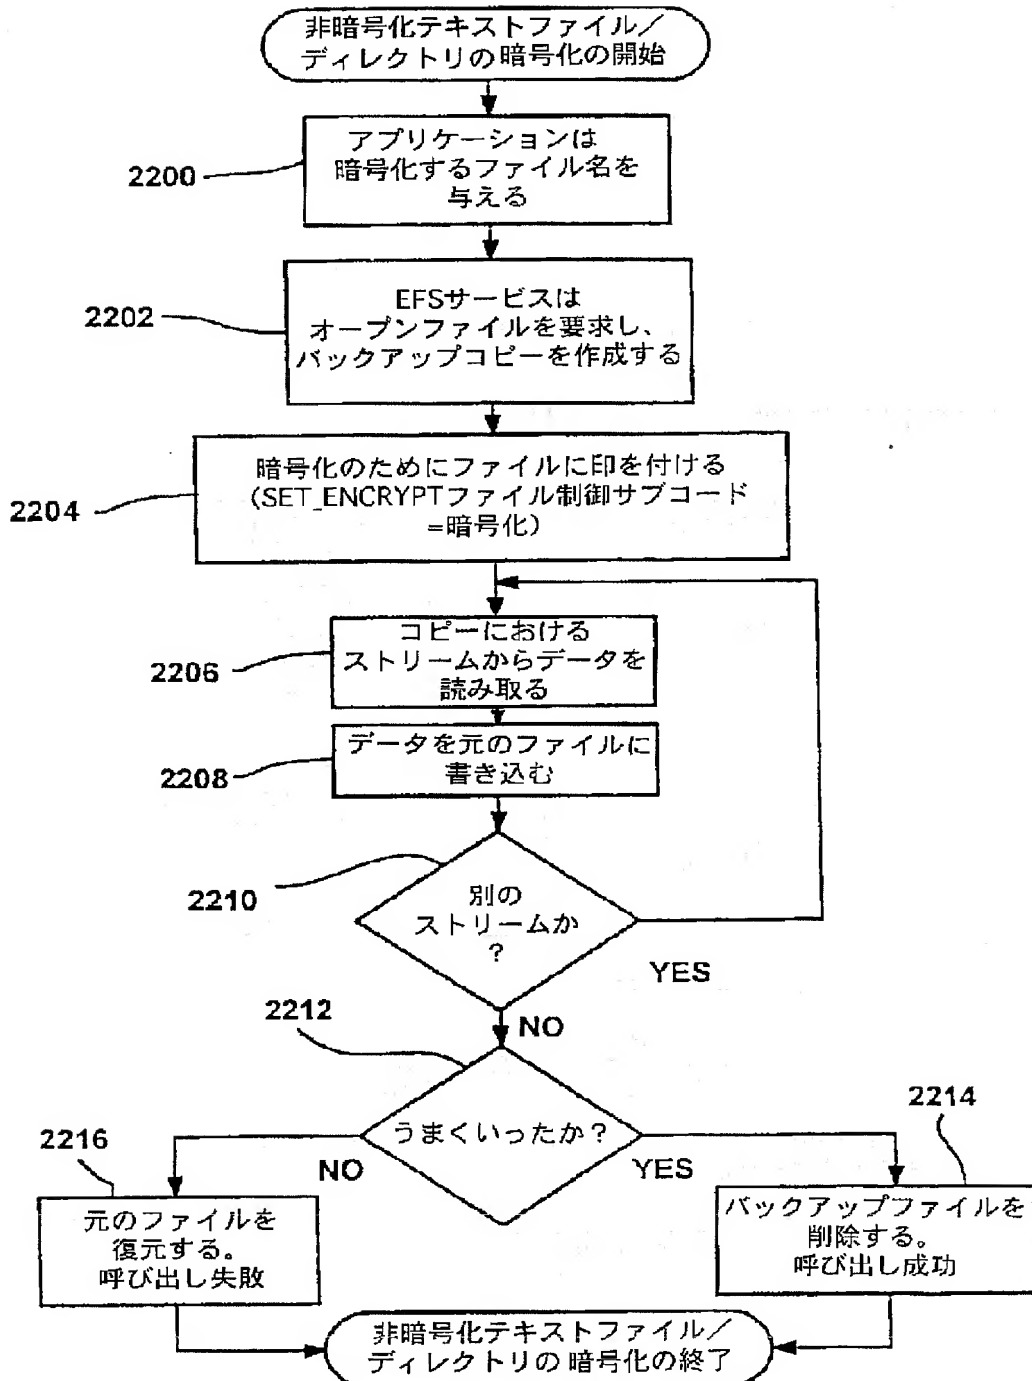 非暗号化テキストファイル／
ディレクトリの暗号化の開始
アプリケーションは
暗号化するファイル名を
与える
2200
EFSサービスは
オープンファイルを要求し、
バックアップコピーを作成する
2202
暗号化のためにファイルに印を付ける
(SET_ENCRYPTファイル制御サブコード
=暗号化)
2204
コピーにおける
ストリームからデータを
読み取る
2206
データを元のファイルに
書き込む
2208
別の
ストリームか
?
2210
YES
NO
2212
うまくいったか?
NO
YES
2216
2214
元のファイルを
復元する。
呼び出し失敗
バックアップファイルを
削除する。
呼び出し成功
非暗号化テキストファイル／
ディレクトリの暗号化の終了